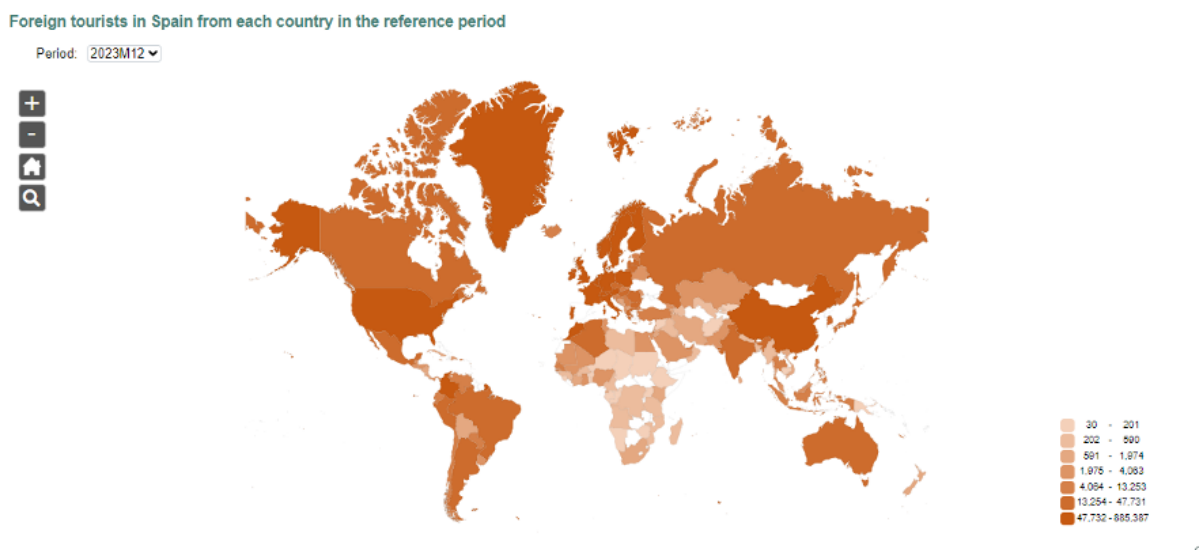 Foreign tourists in Spain from each country in the reference period
Period: 2023M12
+
-
30 - 201
202 - 590
591 - 1.974
1.975 - 4.063
4.064 - 13.253
13.254 - 47.731
47.732 - 885.387